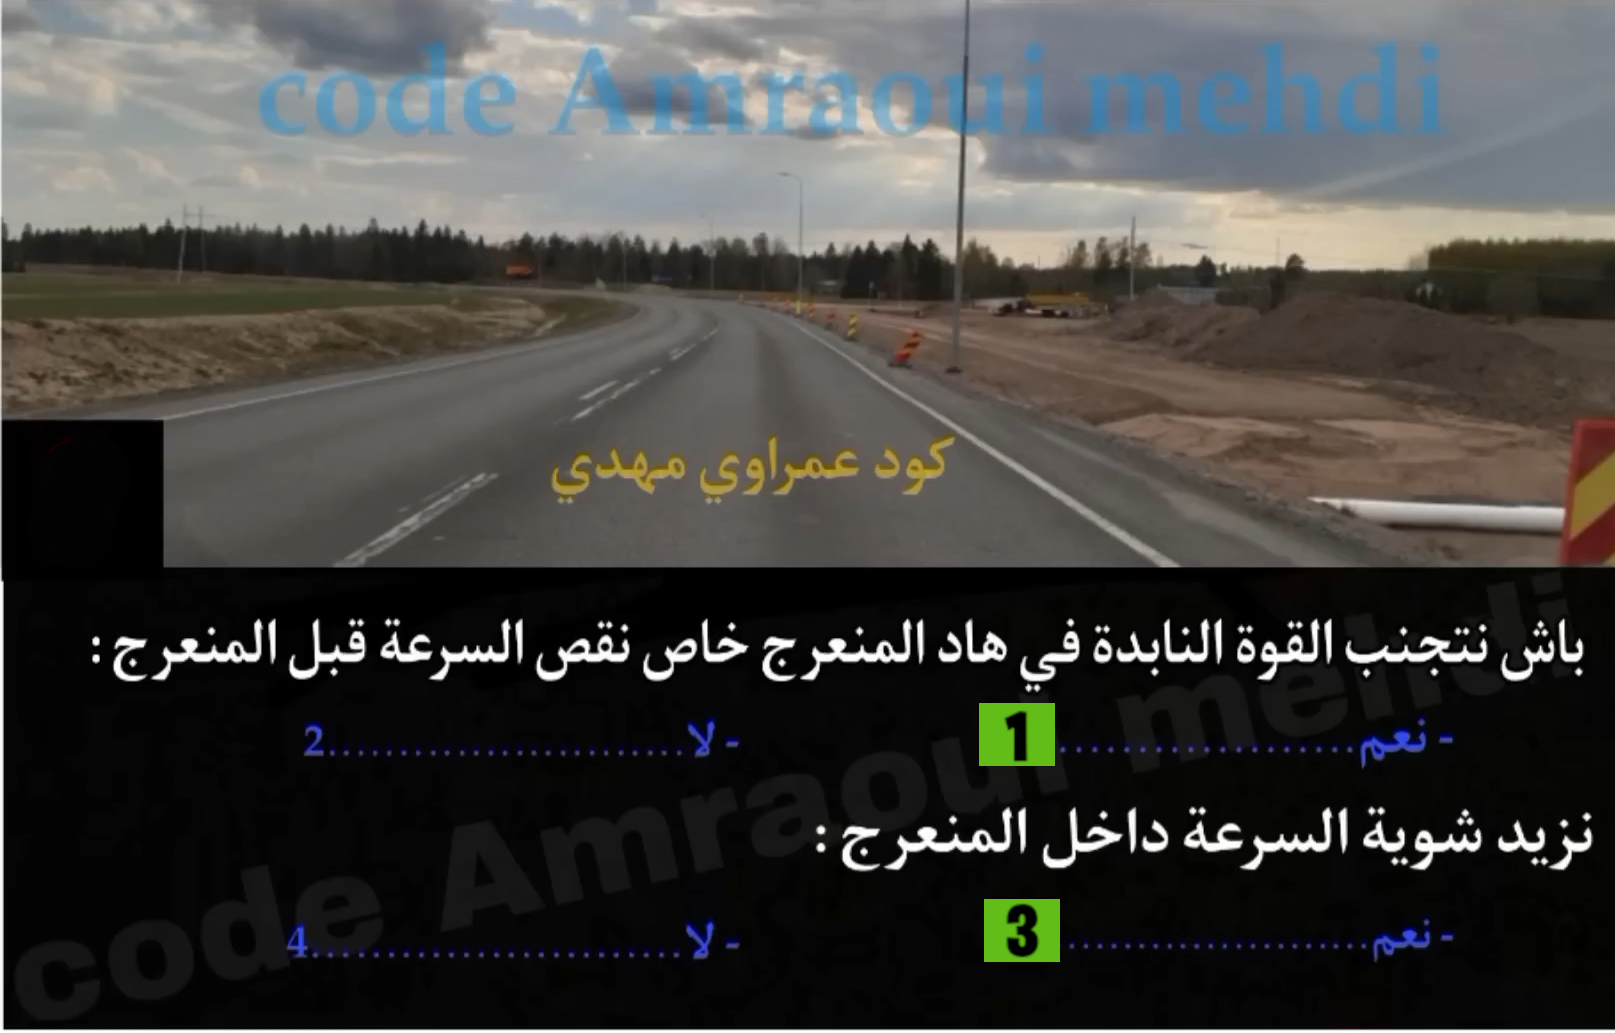 code Amraoui mehdi
كود عمراوي مهدي
باش نتجنب القوة النابدة في هاد المنعرج خاص نقص السرعة قبل المنعرج :
- نعم.................... 1 - لا.........................2
نزيد شوية السرعة داخل المنعرج :
- نعم..................... 3 - لا..........................4
code Amraoui mehdi